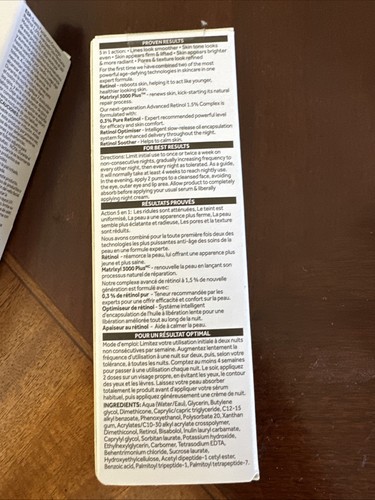 PROVEN RESULTS
5 in 1 action: • Lines look smoother • Skin tone looks
even • Skin appears firm & lifted • Skin appears brighter
& more radiant • Pores & texture look refined
For the first time we have combined two of the most
powerful age-defying technologies in skincare in one
expert formula.
Retinol - reboots skin, helping it to act like younger,
healthier looking skin.
Matrixyl 3000 Plus™ - renews skin, kick-starting its natural
repair process.
Our next-generation Advanced Retinol 1.5% Complex is
formulated with:
0.3% Pure Retinol - Expert recommended powerful level
for efficacy and skin comfort.
Retinol Optimiser - Intelligent slow-release oil encapsulation
system for enhanced delivery throughout the night.
Retinol Soother - Helps to calm skin.
FOR BEST RESULTS
Directions: Limit initial use to once or twice a week on
non-consecutive nights, gradually increasing frequency to
every other night, then every night as tolerated. As a guide,
it will normally take at least 4 weeks to reach nightly use.
In the evening, apply 2 pumps to a cleansed face, avoiding
the eye, outer eye and lip area. Allow product to completely
absorb before applying your usual serum & liberally
applying night cream.
RÉSULTATS PROUVÉS
Action 5 en 1: Les ridules sont atténuées, Le teint est
uniformisé, La peau a une apparence plus ferme, La peau
semble plus éclatante et radieuse, Les pores et la texture
sont réduits.
Nous avons combiné pour la toute première fois deux des
technologies les plus puissantes anti-âge des soins de la
peau en une formule experte.
Rétinol - réamorce la peau, lui offrant une apparence plus
jeune et plus saine.
Matrixyl 3000 Plusᴹᶜ - renouvelle la peau en lançant son
processus naturel de réparation.
Notre complexe avancé de rétinol à 1,5 % de nouvelle
génération est formulé avec:
0,3 % de rétinol pur - Teneur recommandée par les
experts pour une offrir efficacité et confort sur la peau.
Optimiseur de rétinol - Système intelligent
d'encapsulation de l'huile à libération lente pour une
libération améliorée tout au long de la nuit.
Apaiseur au rétinol - Aide à calmer la peau.
POUR UN RÉSULTAT OPTIMAL
Mode d'emploi: Limitez votre utilisation initiale à deux nuits
non consécutives par semaine. Augmentez lentement la
fréquence d'utilisation à une nuit sur deux, puis, selon votre
tolérance, à toutes les nuits. Comptez au moins 4 semaines
pour passer à une utilisation chaque nuit. Le soir, appliquez
2 doses sur un visage propre, en évitant les yeux, le contour
des yeux et les lèvres. Laissez votre peau absorber
totalement le produit avant d'appliquer votre sérum
habituel, puis appliquez généreusement une crème de nuit.
INGREDIENTS: Aqua (Water/Eau), Glycerin, Butylene
glycol, Dimethicone, Caprylic/capric triglyceride, C12-15
alkyl benzoate, Phenoxyethanol, Polysorbate 20, Xanthan
gum, Acrylates/C10-30 alkyl acrylate crosspolymer,
Dimethiconol, Retinol, Bisabolol, Inulin lauryl carbamate,
Caprylyl glycol, Sorbitan laurate, Potassium hydroxide,
Ethylhexylglycerin, Carbomer, Tetrasodium EDTA,
Behentrimonium chloride, Sucrose laurate,
Hydroxyethylcellulose, Acetyl dipeptide-1 cetyl ester,
Benzoic acid, Palmitoyl tripeptide-1, Palmitoyl tetrapeptide-7.